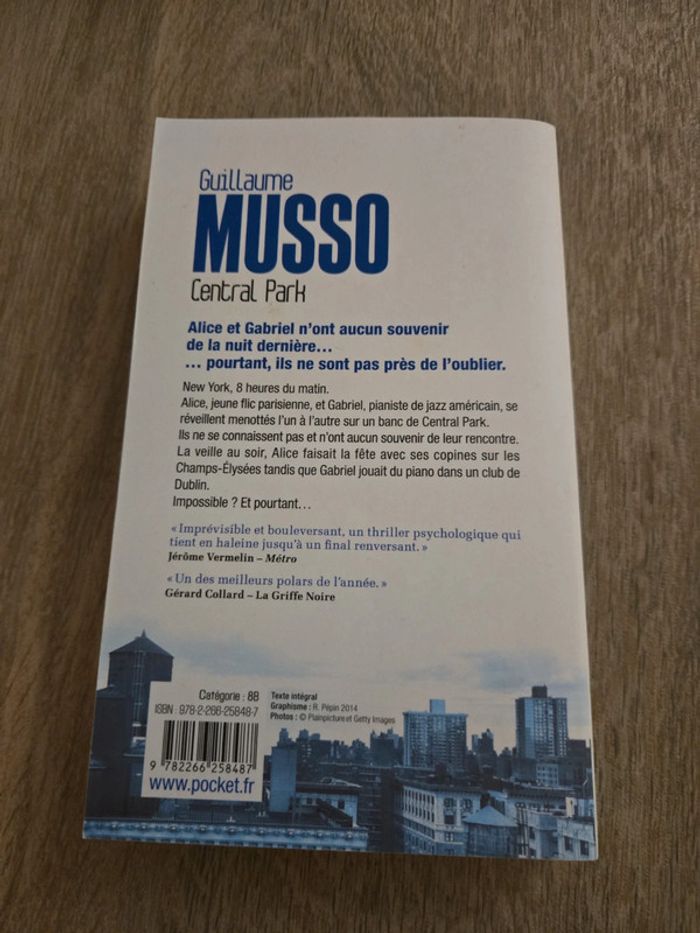 Guillaume
MUSSO
Central Park
Alice et Gabriel n'ont aucun souvenir
de la nuit dernière…
… pourtant, ils ne sont pas près de l'oublier.
New York, 8 heures du matin.
Alice, jeune flic parisienne, et Gabriel, pianiste de jazz américain, se
réveillent menottés l'un à l'autre sur un banc de Central Park.
Ils ne se connaissent pas et n'ont aucun souvenir de leur rencontre.
La veille au soir, Alice faisait la fête avec ses copines sur les
Champs-Élysées tandis que Gabriel jouait du piano dans un club de
Dublin.
Impossible ? Et pourtant…
« Imprévisible et bouleversant, un thriller psychologique qui
tient en haleine jusqu'à un final renversant. »
Jérôme Vermelin – Métro
« Un des meilleurs polars de l'année. »
Gérard Collard – La Griffe Noire
Catégorie : 88
ISBN : 978-2-266-25848-7
9 782266 258487
www.pocket.fr
Texte intégral
Graphisme : R. Pépin 2014
Photos : © Plainpicture et Getty Images